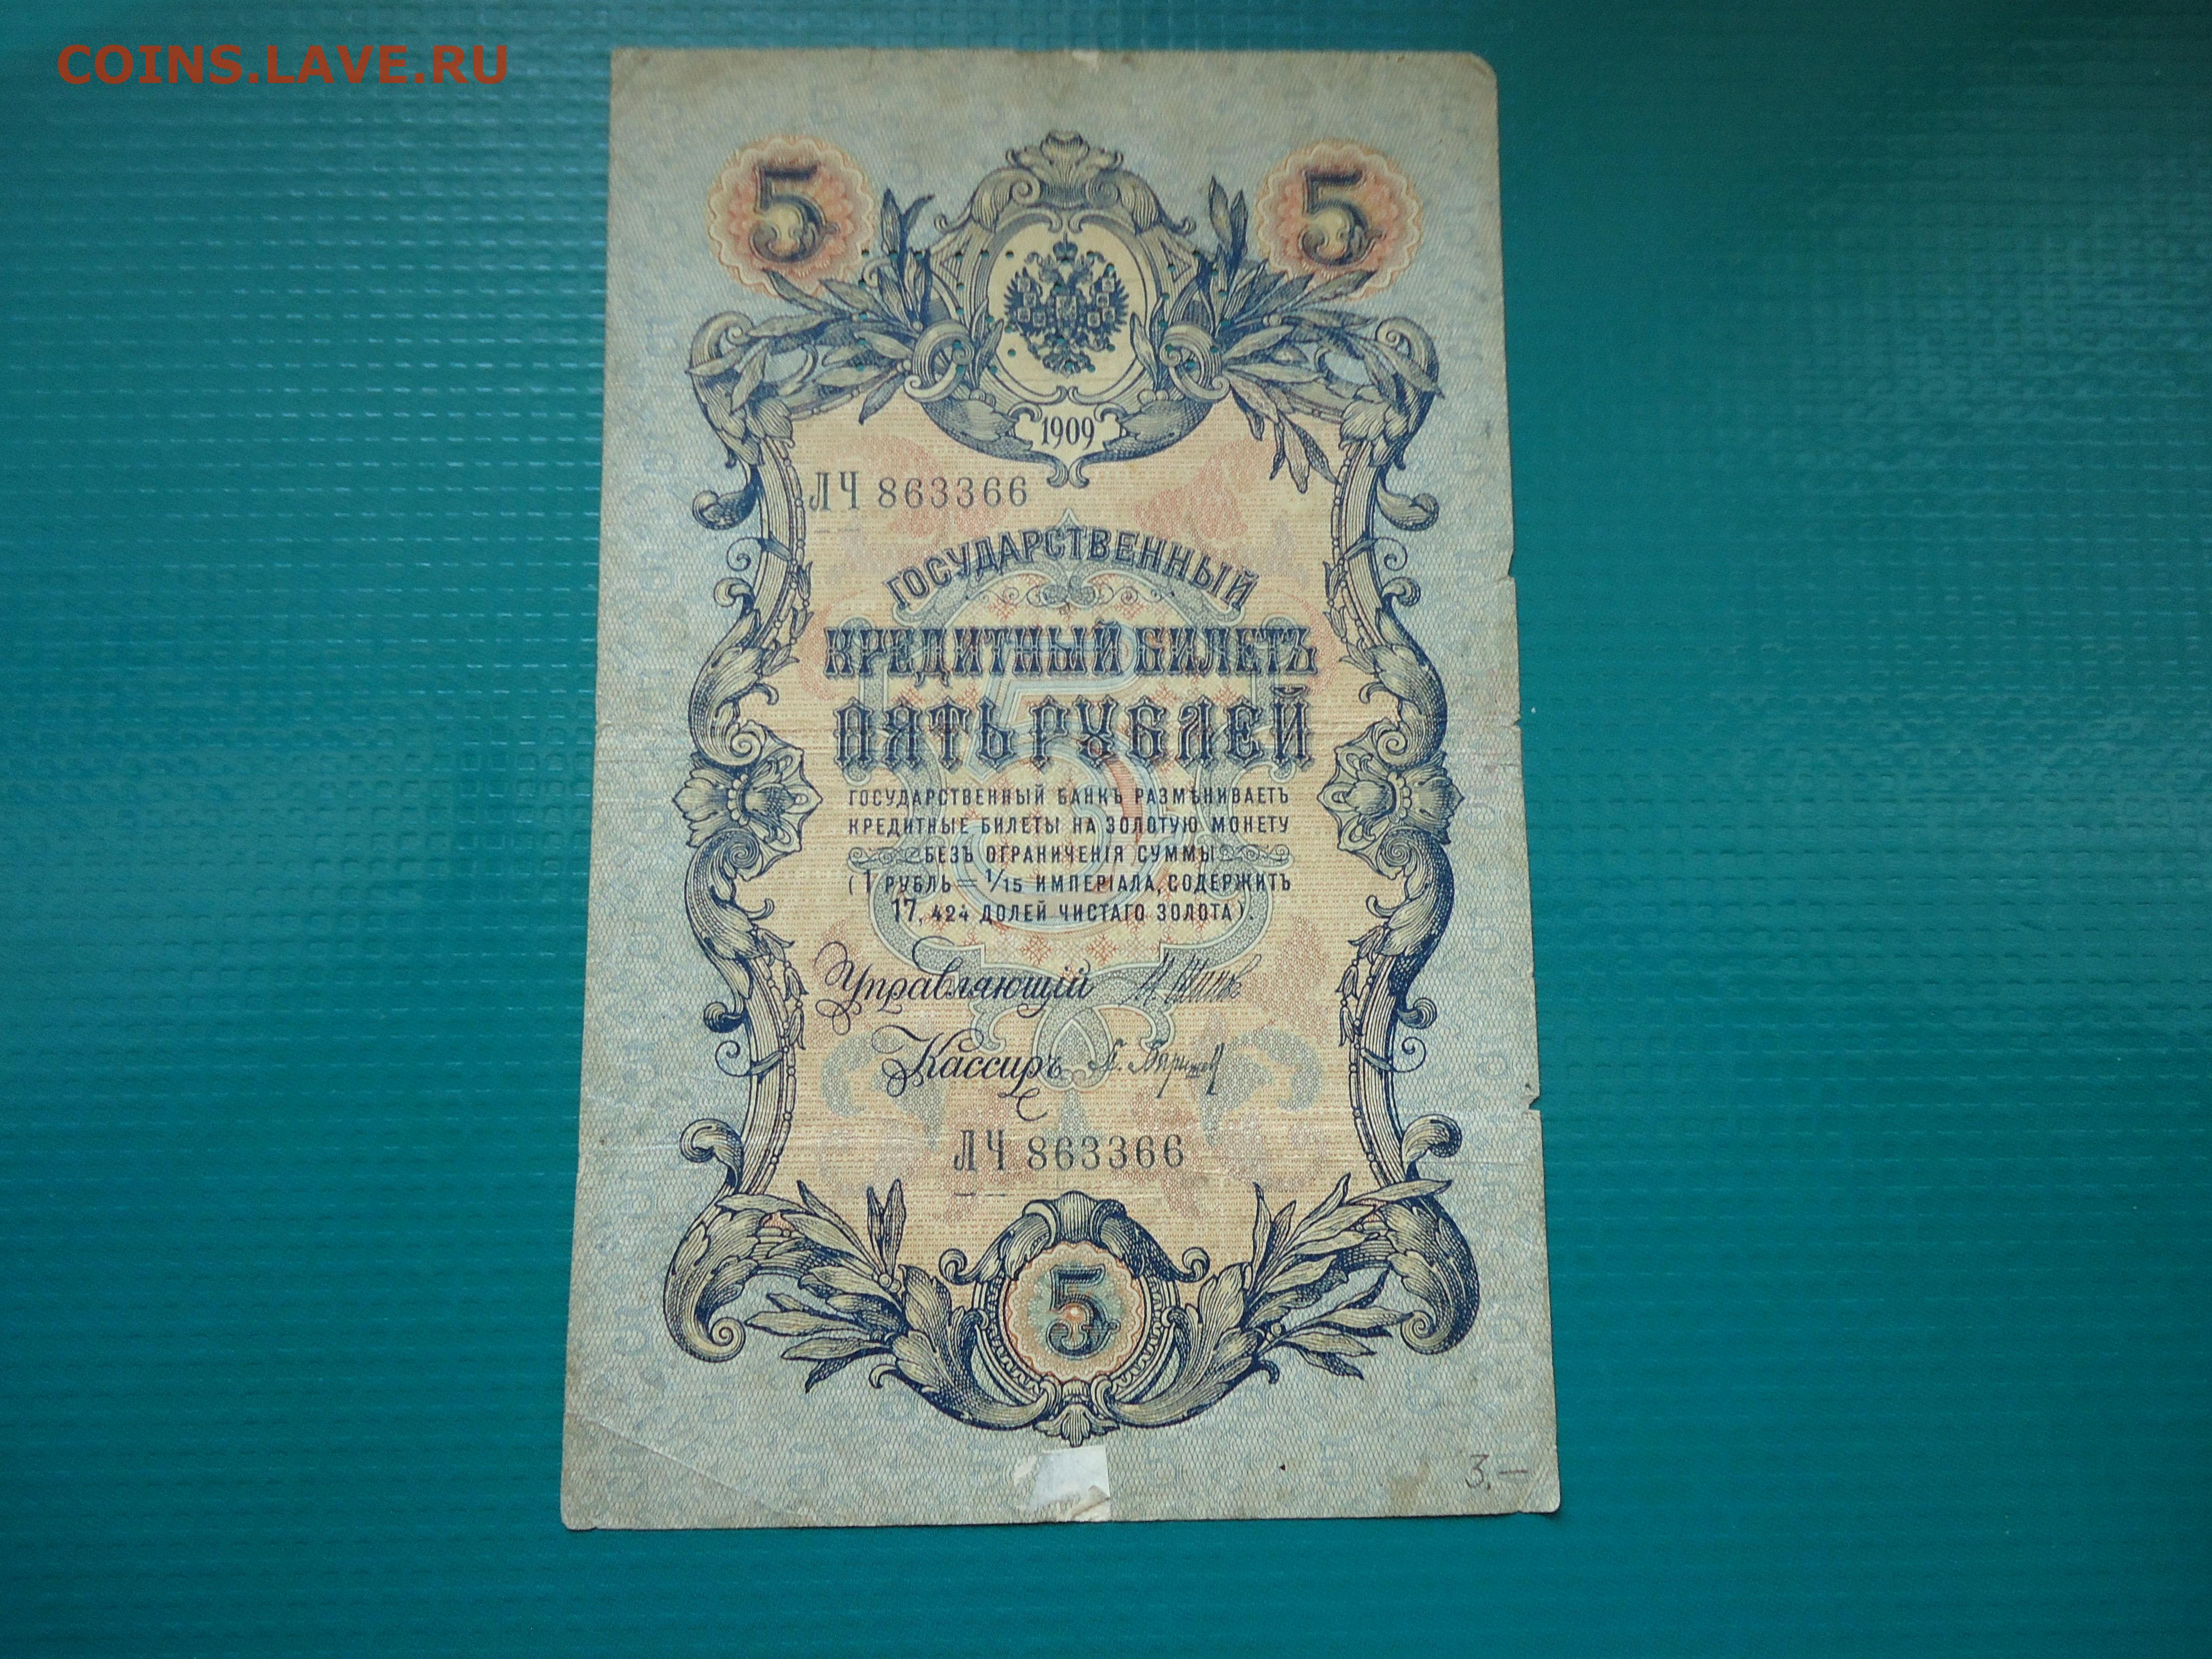 COINS.LAVE.RU
5 5
1909
ЛЧ 863366
ГОСУДАРСТВЕННЫЙ
КРЕДИТНЫЙ БИЛЕТЪ
ПЯТЬ РУБЛЕЙ
ГОСУДАРСТВЕННЫЙ БАНКЪ РАЗМѢНИВАЕТЪ
КРЕДИТНЫЕ БИЛЕТЫ НА ЗОЛОТУЮ МОНЕТУ
БЕЗЪ ОГРАНИЧЕНІЯ СУММЫ
(1 РУБЛЬ = 1/15 ИМПЕРІАЛА, СОДЕРЖИТЪ
17,424 ДОЛЕЙ ЧИСТАГО ЗОЛОТА).
Управляющій
Кассиръ
ЛЧ 863366
5
3,—